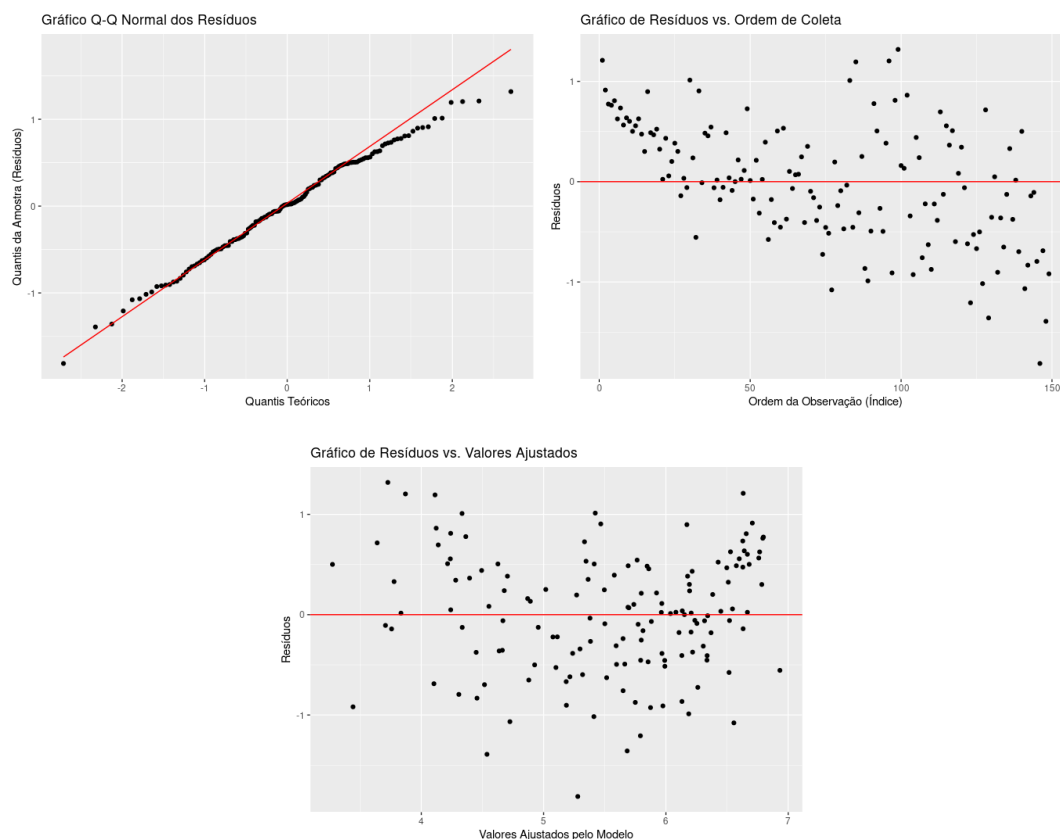 Gráfico Q-Q Normal dos Resíduos
Quantis da Amostra (Resíduos)
1
0
-1
-2
-1
0
1
2
Quantis Teóricos
Gráfico de Resíduos vs. Ordem de Coleta
Resíduos
1
0
-1
0
50
100
150
Ordem da Observação (Índice)
Gráfico de Resíduos vs. Valores Ajustados
Resíduos
1
0
-1
4
5
6
7
Valores Ajustados pelo Modelo